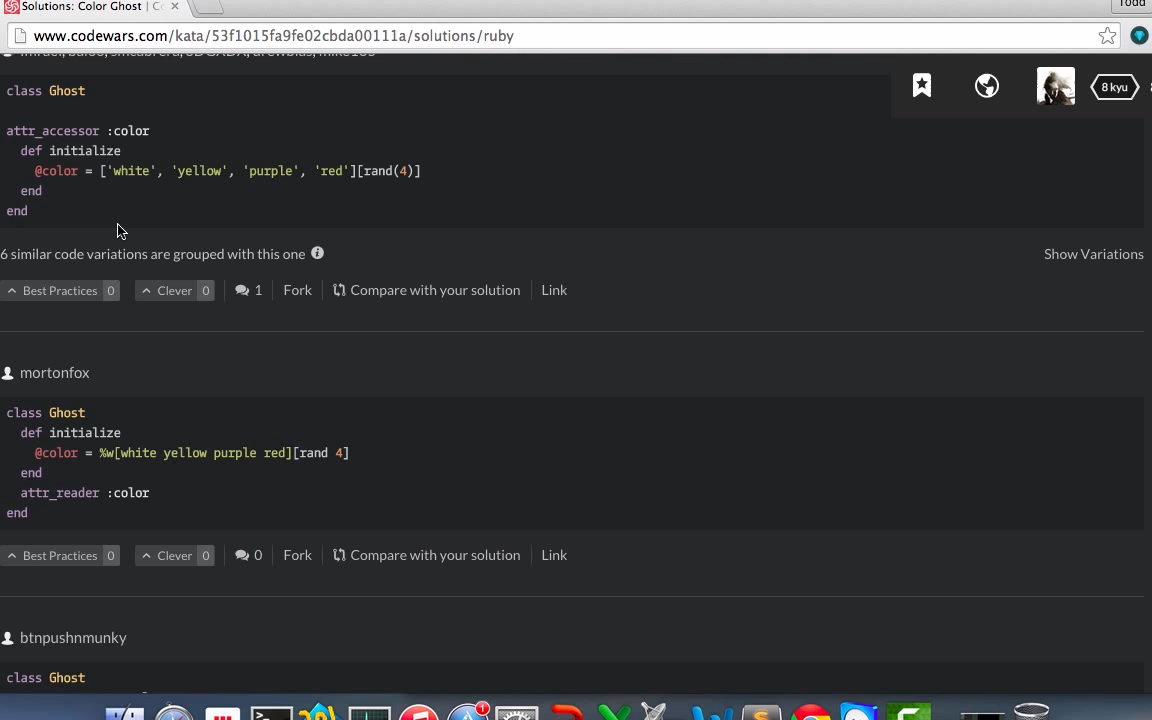 Solutions: Color Ghost | C
Todd
www.codewars.com/kata/53f1015fa9fe02cbda00111a/solutions/ruby
8 kyu
class Ghost
attr_accessor :color
def initialize
@color = ['white', 'yellow', 'purple', 'red'][rand(4)]
end
end
6 similar code variations are grouped with this one
Show Variations
Best Practices 0 Clever 0 1 Fork Compare with your solution Link
mortonfox
class Ghost
def initialize
@color = %w[white yellow purple red][rand 4]
end
attr_reader :color
end
Best Practices 0 Clever 0 0 Fork Compare with your solution Link
btnpushnmunky
class Ghost
1